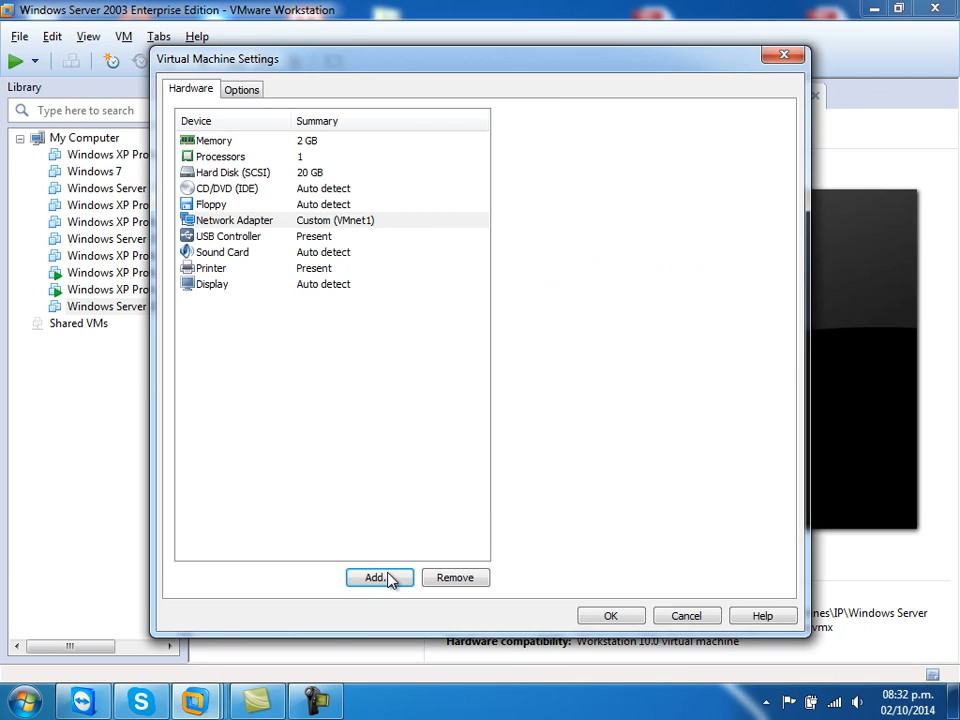 Windows Server 2003 Enterprise Edition - VMware Workstation
File Edit View VM Tabs Help
Virtual Machine Settings
Library
Hardware Options
Type here to search
Device Summary
My Computer
Memory 2 GB
Windows XP Pro
Processors 1
Windows 7
Hard Disk (SCSI) 20 GB
Windows Server
CD/DVD (IDE) Auto detect
Windows XP Pro
Floppy Auto detect
Windows XP Pro
Network Adapter Custom (VMnet1)
Windows Server
USB Controller Present
Windows XP Pro
Sound Card Auto detect
Windows XP Pro
Printer Present
Windows XP Pro
Display Auto detect
Windows Server
Shared VMs
Add...
Remove
OK Cancel Help
nes\IP\Windows Server
vmx
Hardware compatibility: Workstation 10.0 virtual machine
08:32 p.m.
02/10/2014